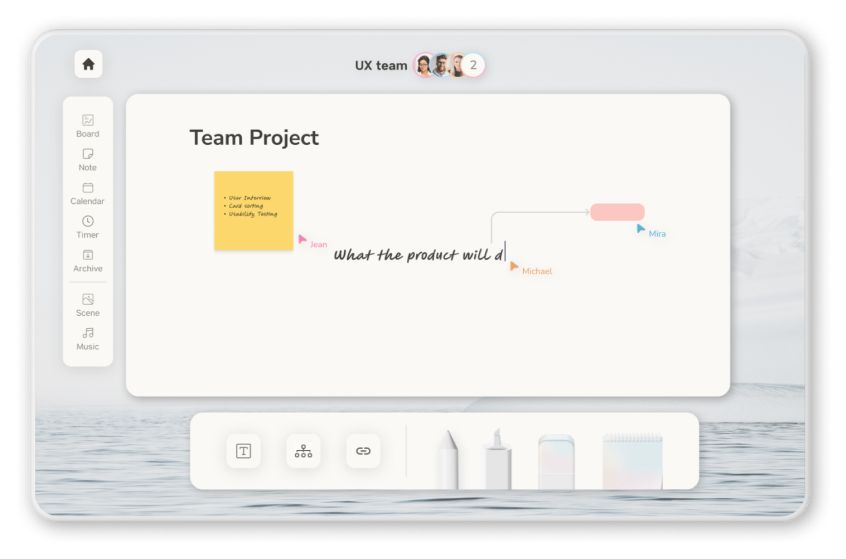 UX team 2
Board
Note
Calendar
Timer
Archive
Scene
Music
Team Project
• User Interview
• Card sorting
• Usability Testing
Jean
What the product will d
Michael
Mira
T